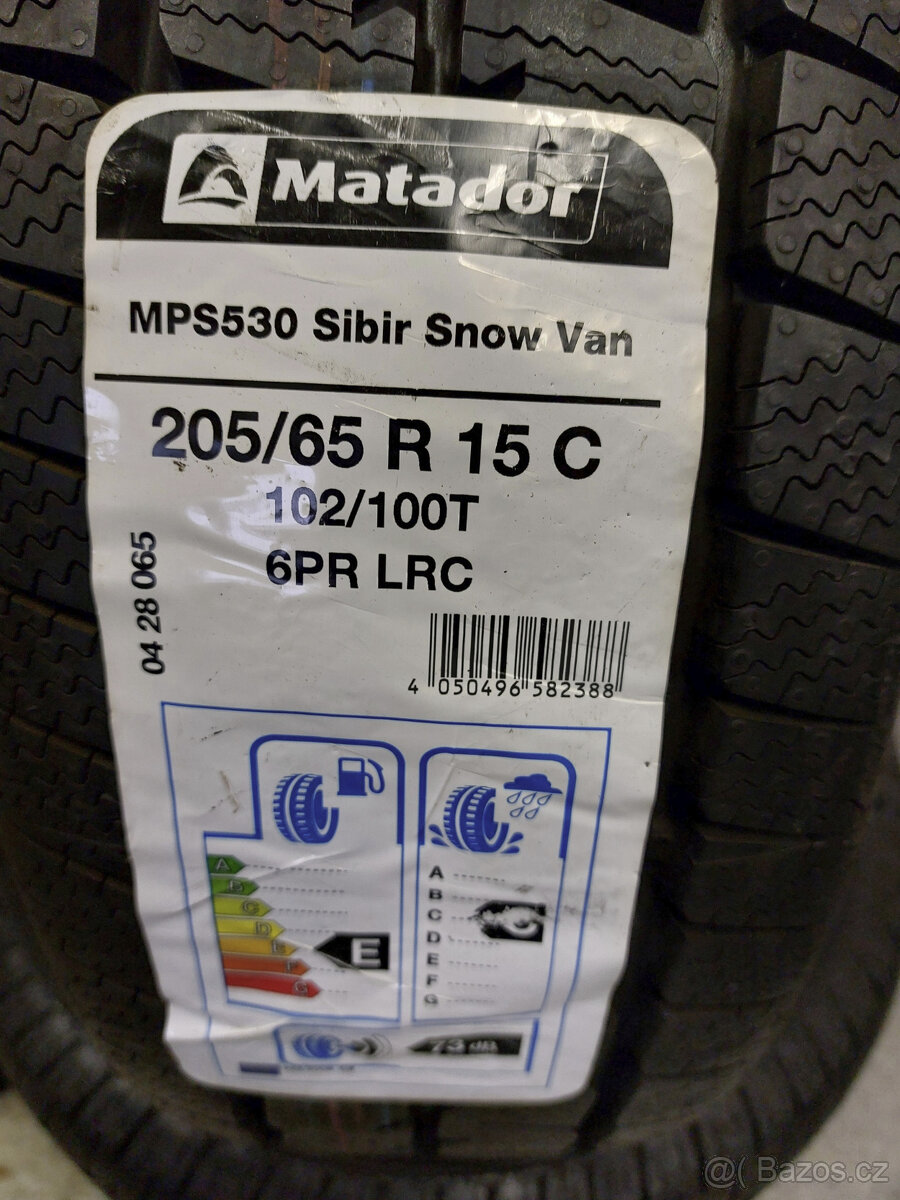 Matador
MPS530 Sibir Snow Van
205/65 R 15 C
102/100T
6PR LRC
04 28 065
4 050496 582388
A
B
C
D
E
F
G
E
A
B
C
D
E
F
G
C
73 dB
@( Bazos.cz